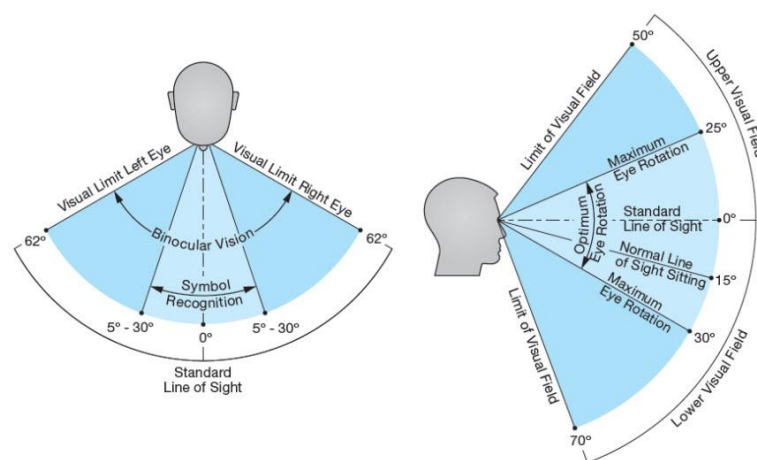 Visual Limit Left Eye
Visual Limit Right Eye
62º
Binocular Vision
62º
Symbol
Recognition
5º - 30º
0º
5º - 30º
Standard
Line of Sight
50º
Upper Visual Field
Limit of Visual Field
25º
Maximum
Eye Rotation
Optimum
Eye Rotation
Standard
Line of Sight
0º
Normal Line
of Sight Sitting
15º
Maximum
Eye Rotation
30º
Limit of Visual Field
Lower Visual Field
70º